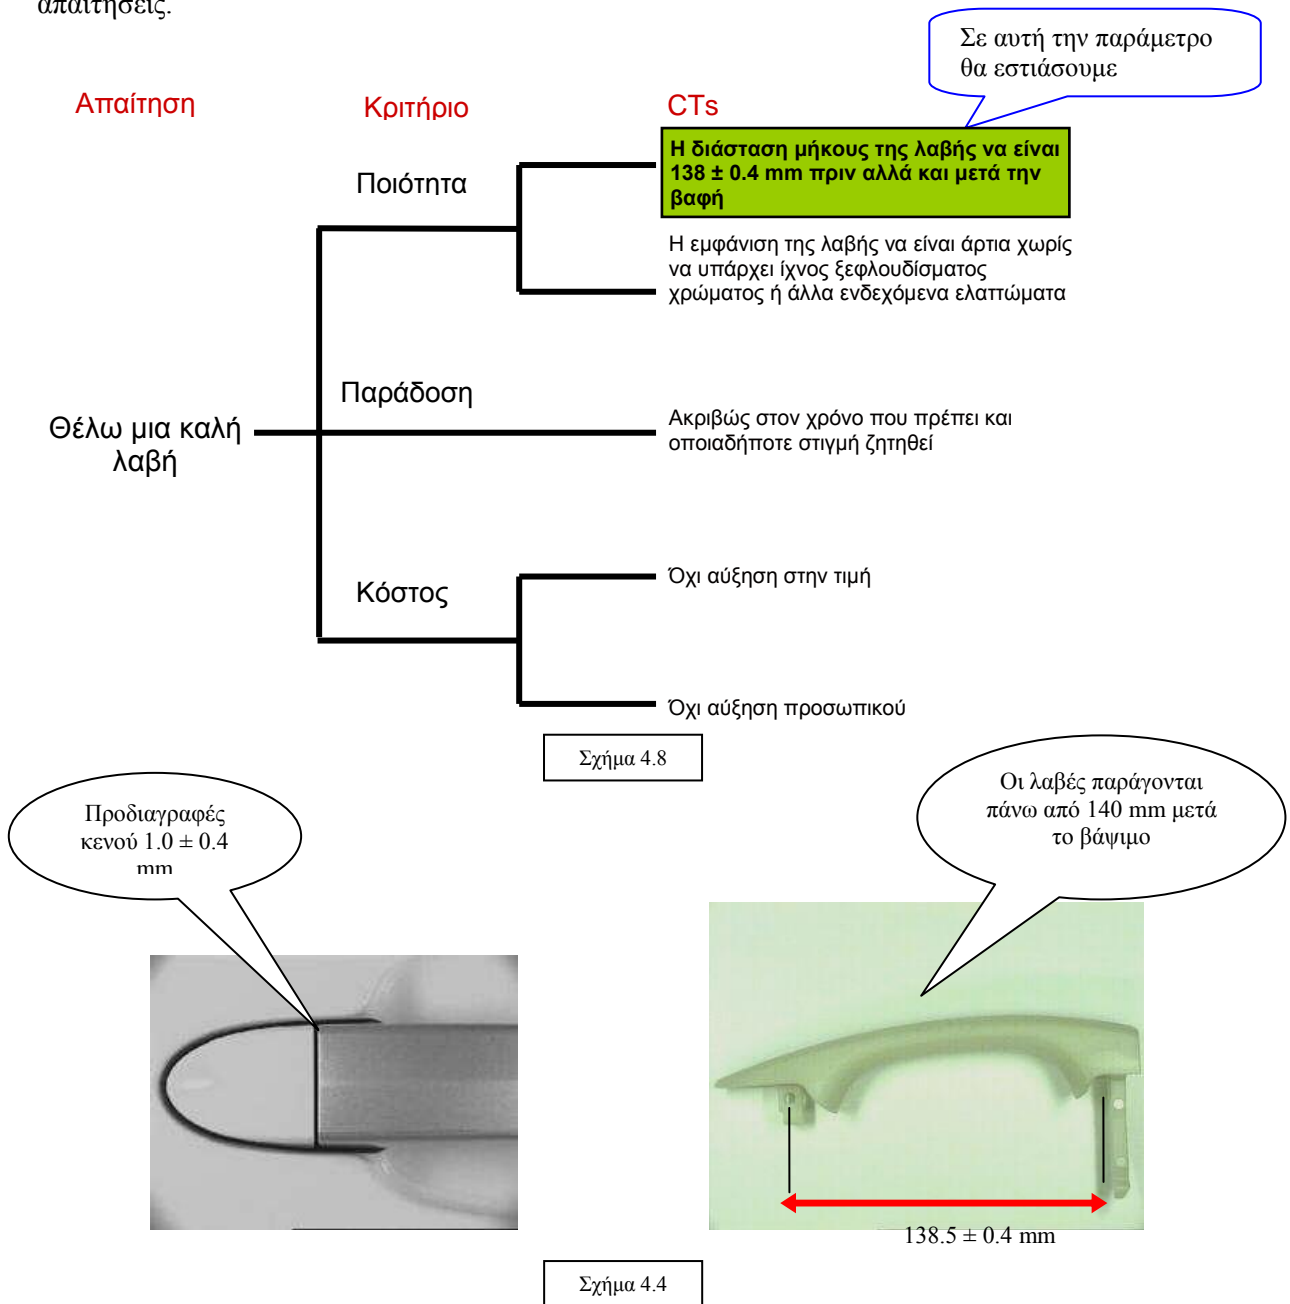 απαιτήσεις.
Σε αυτή την παράμετρο
θα εστιάσουμε
Απαίτηση
Κριτήριο
CTs
Ποιότητα
Η διάσταση μήκους της λαβής να είναι
138 ± 0.4 mm πριν αλλά και μετά την
βαφή
Η εμφάνιση της λαβής να είναι άρτια χωρίς
να υπάρχει ίχνος ξεφλουδίσματος
χρώματος ή άλλα ενδεχόμενα ελαττώματα
Παράδοση
Θέλω μια καλή
λαβή
Ακριβώς στον χρόνο που πρέπει και
οποιαδήποτε στιγμή ζητηθεί
Κόστος
Όχι αύξηση στην τιμή
Όχι αύξηση προσωπικού
Σχήμα 4.8
Προδιαγραφές
κενού 1.0 ± 0.4
mm
Οι λαβές παράγονται
πάνω από 140 mm μετά
το βάψιμο
138.5 ± 0.4 mm
Σχήμα 4.4